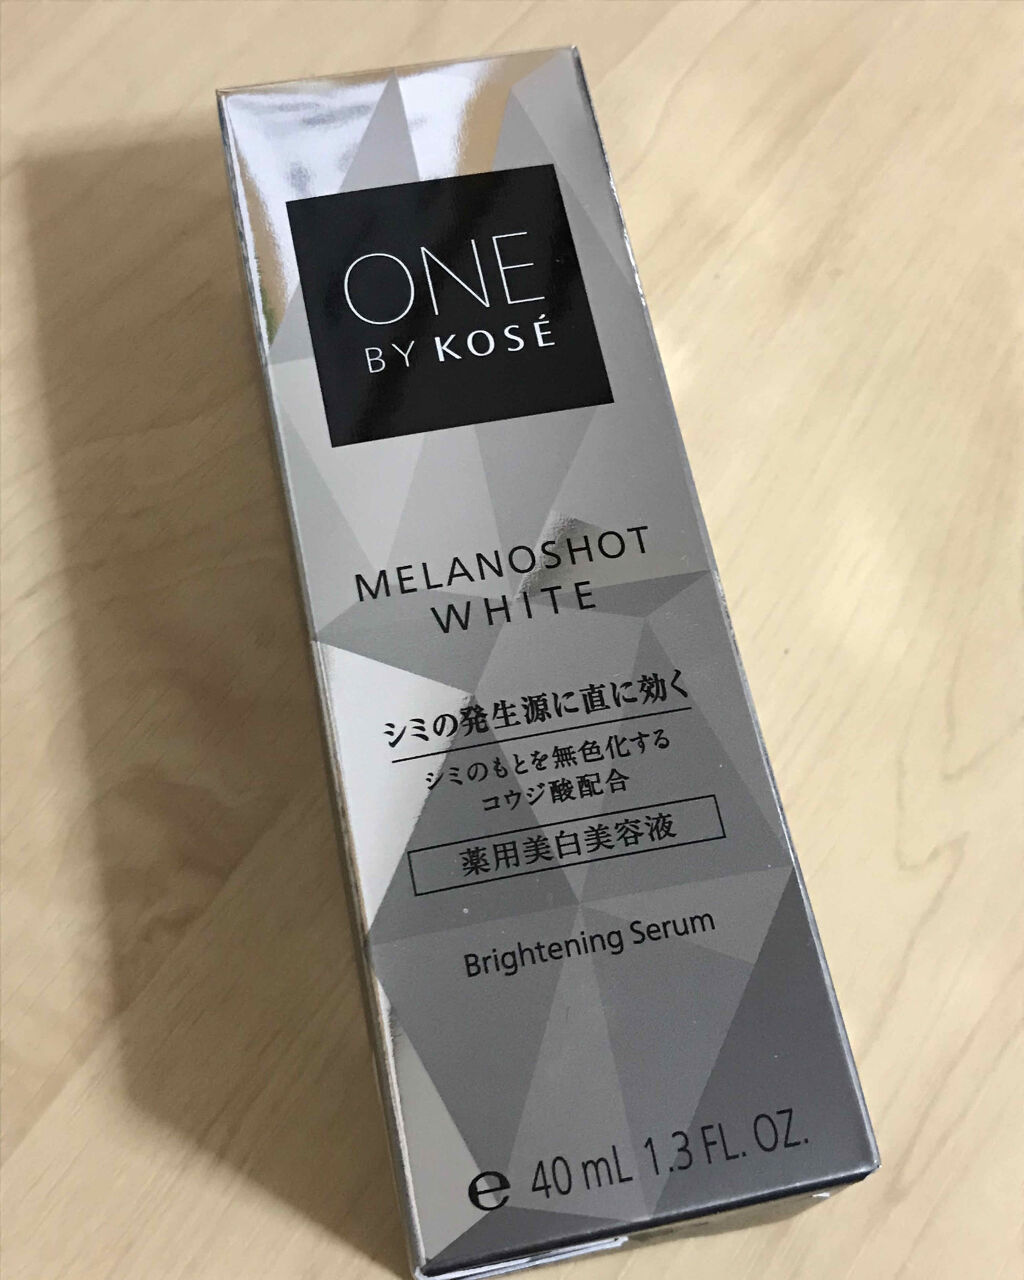 ONE
BY KOSÉ
MELANOSHOT
WHITE
シミの発生源に直に効く
シミのもとを無色化する
コウジ酸配合
薬用美白美容液
Brightening Serum
℮ 40 mL 1.3 FL. OZ.